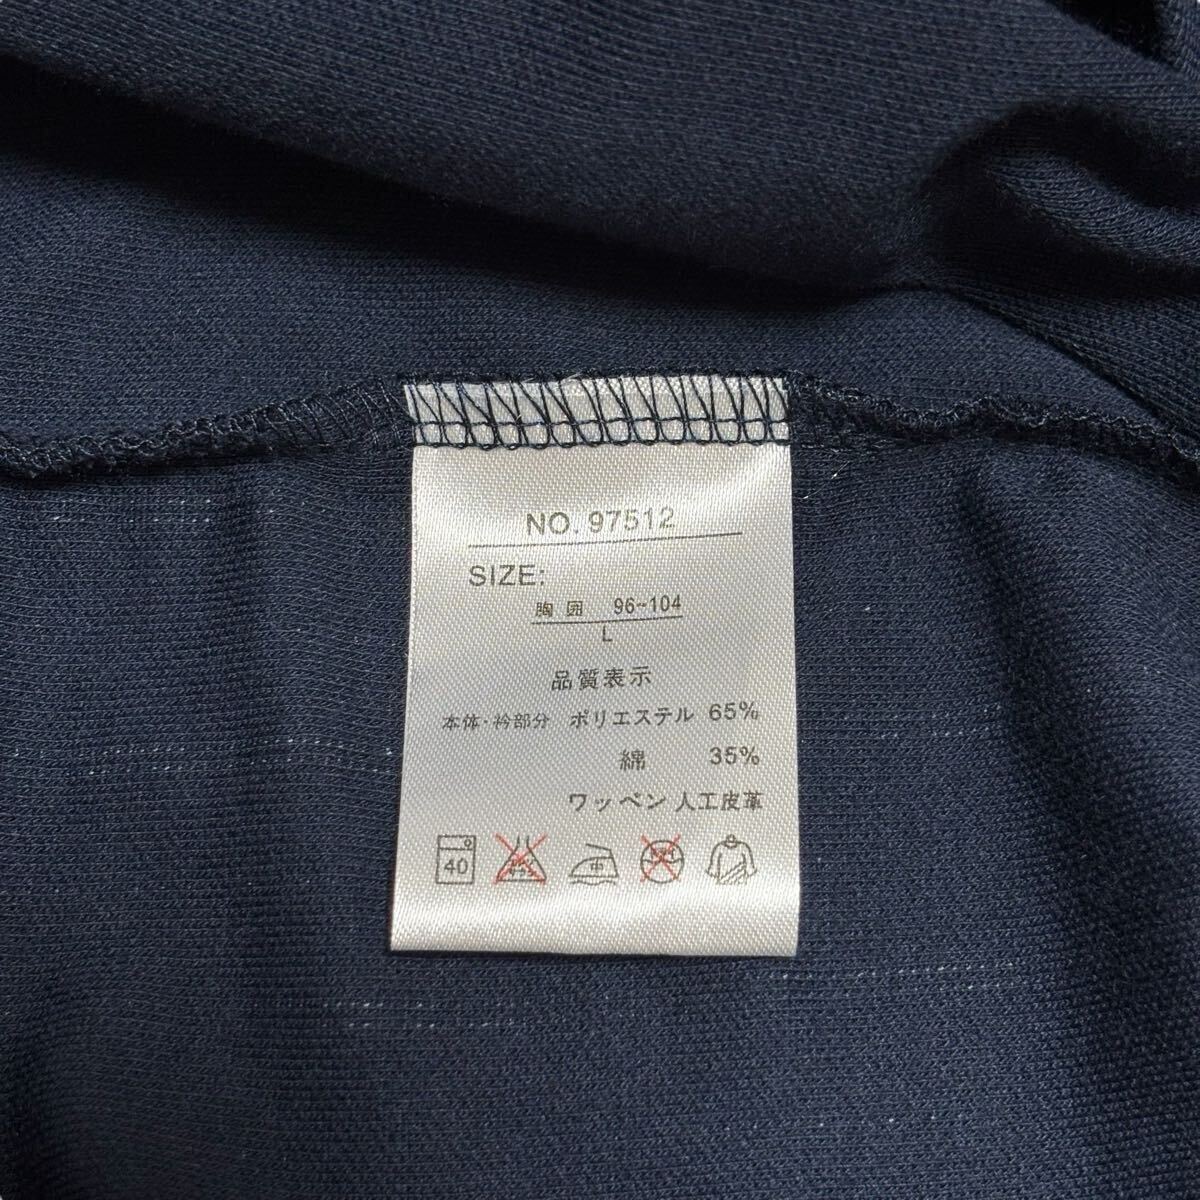 NO. 97512
SIZE:
胸囲 96-104
L
品質表示
本体・衿部分 ポリエステル 65%
綿 35%
ワッペン 人工皮革
40 中